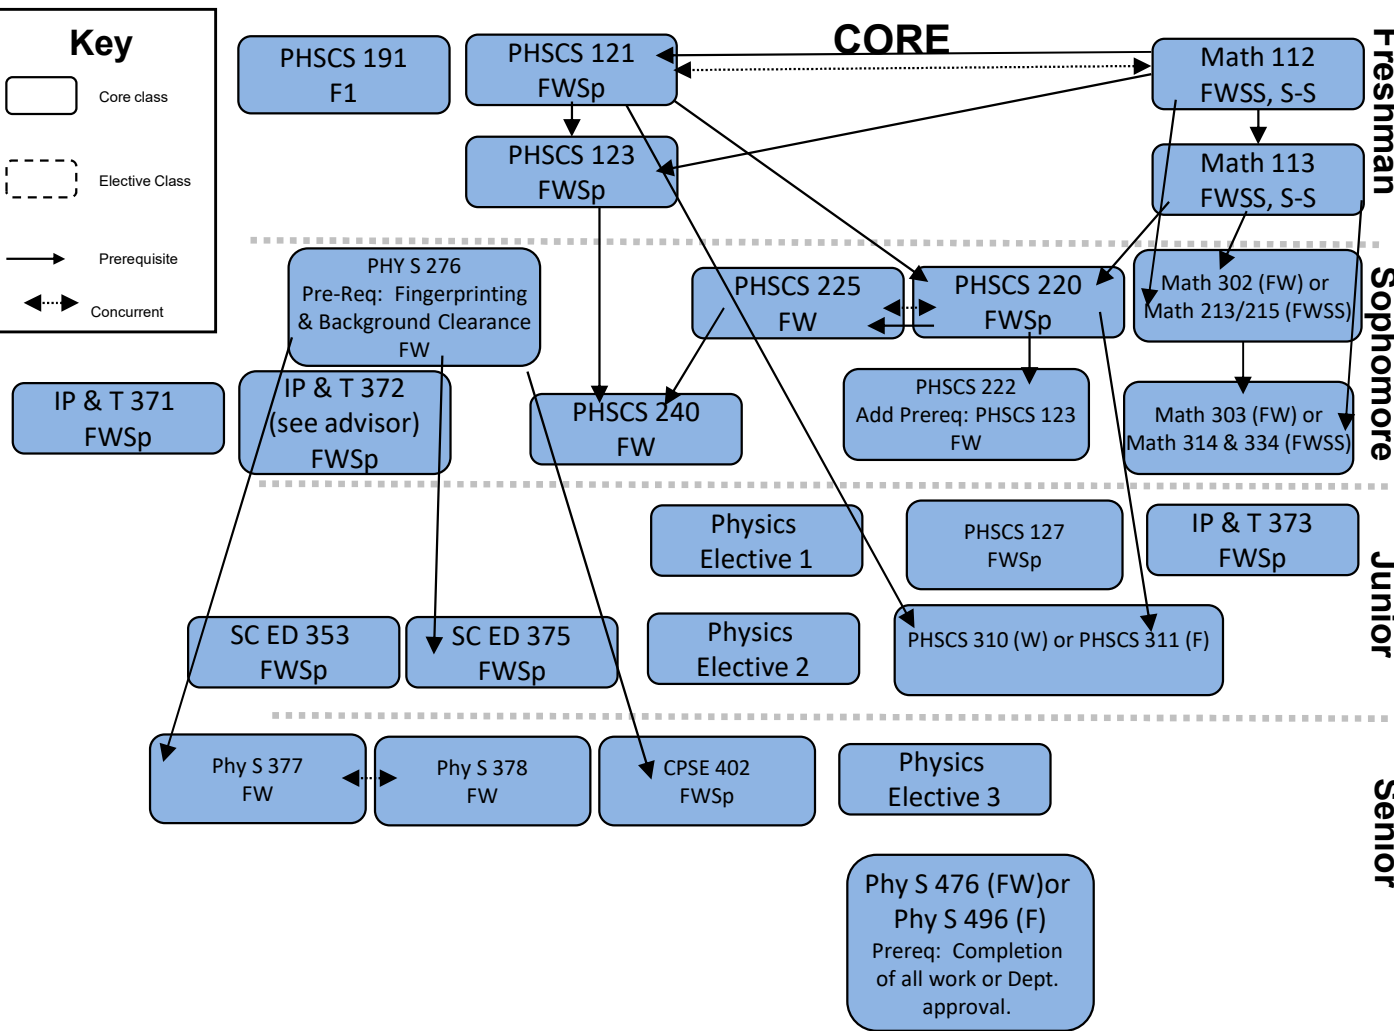 Key
Core class
Elective Class
Prerequisite
Concurrent
CORE
Freshman
PHSCS 191
F1
PHSCS 121
FWSp
Math 112
FWSS, S-S
PHSCS 123
FWSp
Math 113
FWSS, S-S
Sophomore
PHY S 276
Pre-Req: Fingerprinting
& Background Clearance
FW
PHSCS 225
FW
PHSCS 220
FWSp
Math 302 (FW) or
Math 213/215 (FWSS)
IP & T 371
FWSp
IP & T 372
(see advisor)
FWSp
PHSCS 240
FW
PHSCS 222
Add Prereq: PHSCS 123
FW
Math 303 (FW) or
Math 314 & 334 (FWSS)
Junior
Physics
Elective 1
PHSCS 127
FWSp
IP & T 373
FWSp
SC ED 353
FWSp
SC ED 375
FWSp
Physics
Elective 2
PHSCS 310 (W) or PHSCS 311 (F)
Senior
Phy S 377
FW
Phy S 378
FW
CPSE 402
FWSp
Physics
Elective 3
Phy S 476 (FW)or
Phy S 496 (F)
Prereq: Completion
of all work or Dept.
approval.